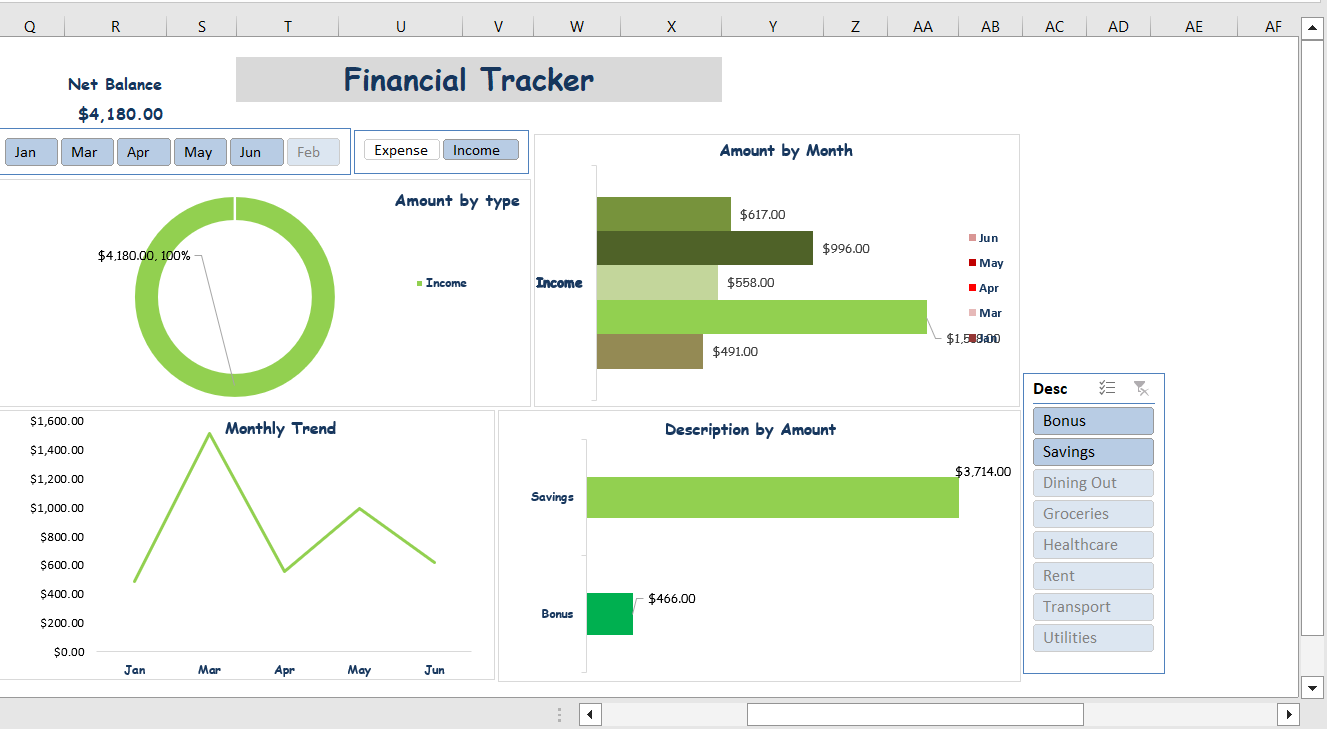 Q R S T U V W X Y Z AA AB AC AD AE AF
Net Balance
$4,180.00
Financial Tracker
Jan Mar Apr May Jun Feb
Expense Income
Amount by type
$4,180.00, 100%
Income
Amount by Month
Income
$617.00
$996.00
$558.00
$491.00
Jun
May
Apr
Mar
Jan
Monthly Trend
$1,600.00
$1,400.00
$1,200.00
$1,000.00
$800.00
$600.00
$400.00
$200.00
$0.00
Jan Mar Apr May Jun
Description by Amount
Savings
$3,714.00
Bonus
$466.00
Desc
Bonus
Savings
Dining Out
Groceries
Healthcare
Rent
Transport
Utilities